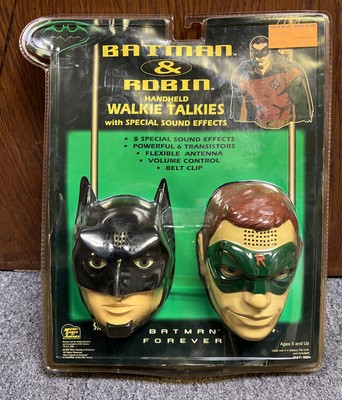 BATMAN
&
ROBIN
HANDHELD
WALKIE TALKIES
with SPECIAL SOUND EFFECTS
• 8 SPECIAL SOUND EFFECTS
• POWERFUL 6 TRANSISTORS
• FLEXIBLE ANTENNA
• VOLUME CONTROL
• BELT CLIP
R
BATMAN
FOREVER
Ages 5 and Up